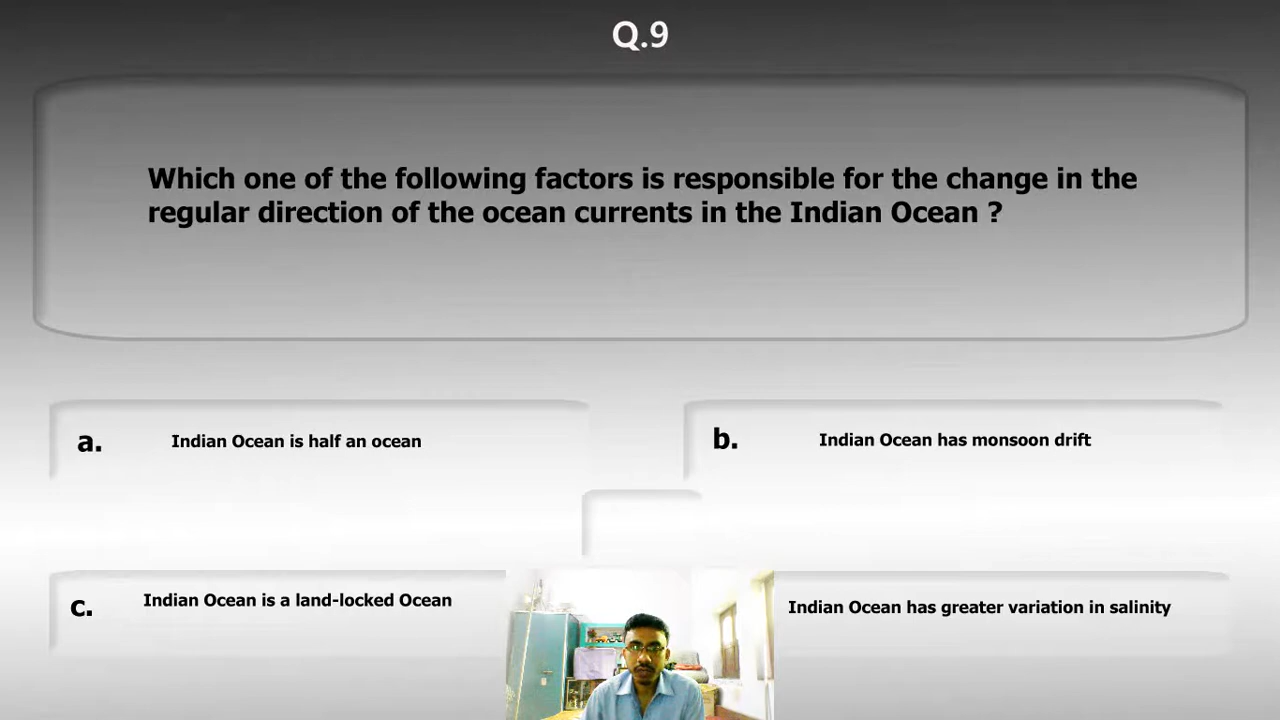 Q.9
Which one of the following factors is responsible for the change in the
regular direction of the ocean currents in the Indian Ocean ?
a. Indian Ocean is half an ocean
b. Indian Ocean has monsoon drift
c. Indian Ocean is a land-locked Ocean
Indian Ocean has greater variation in salinity